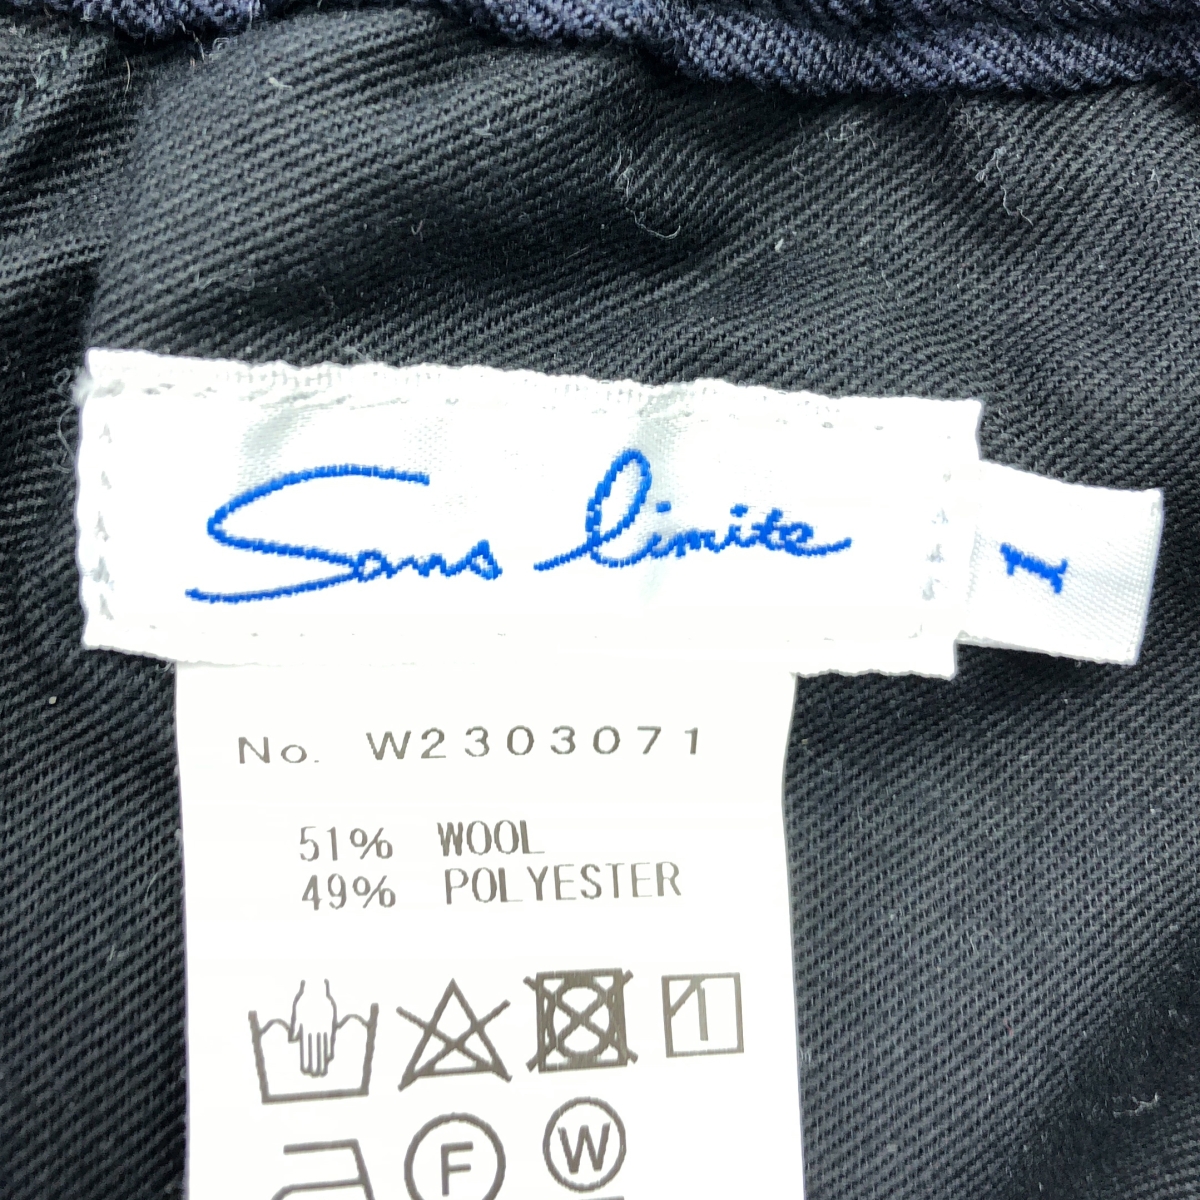 Sans limite
1
No. W2303071
51% WOOL
49% POLYESTER
F W